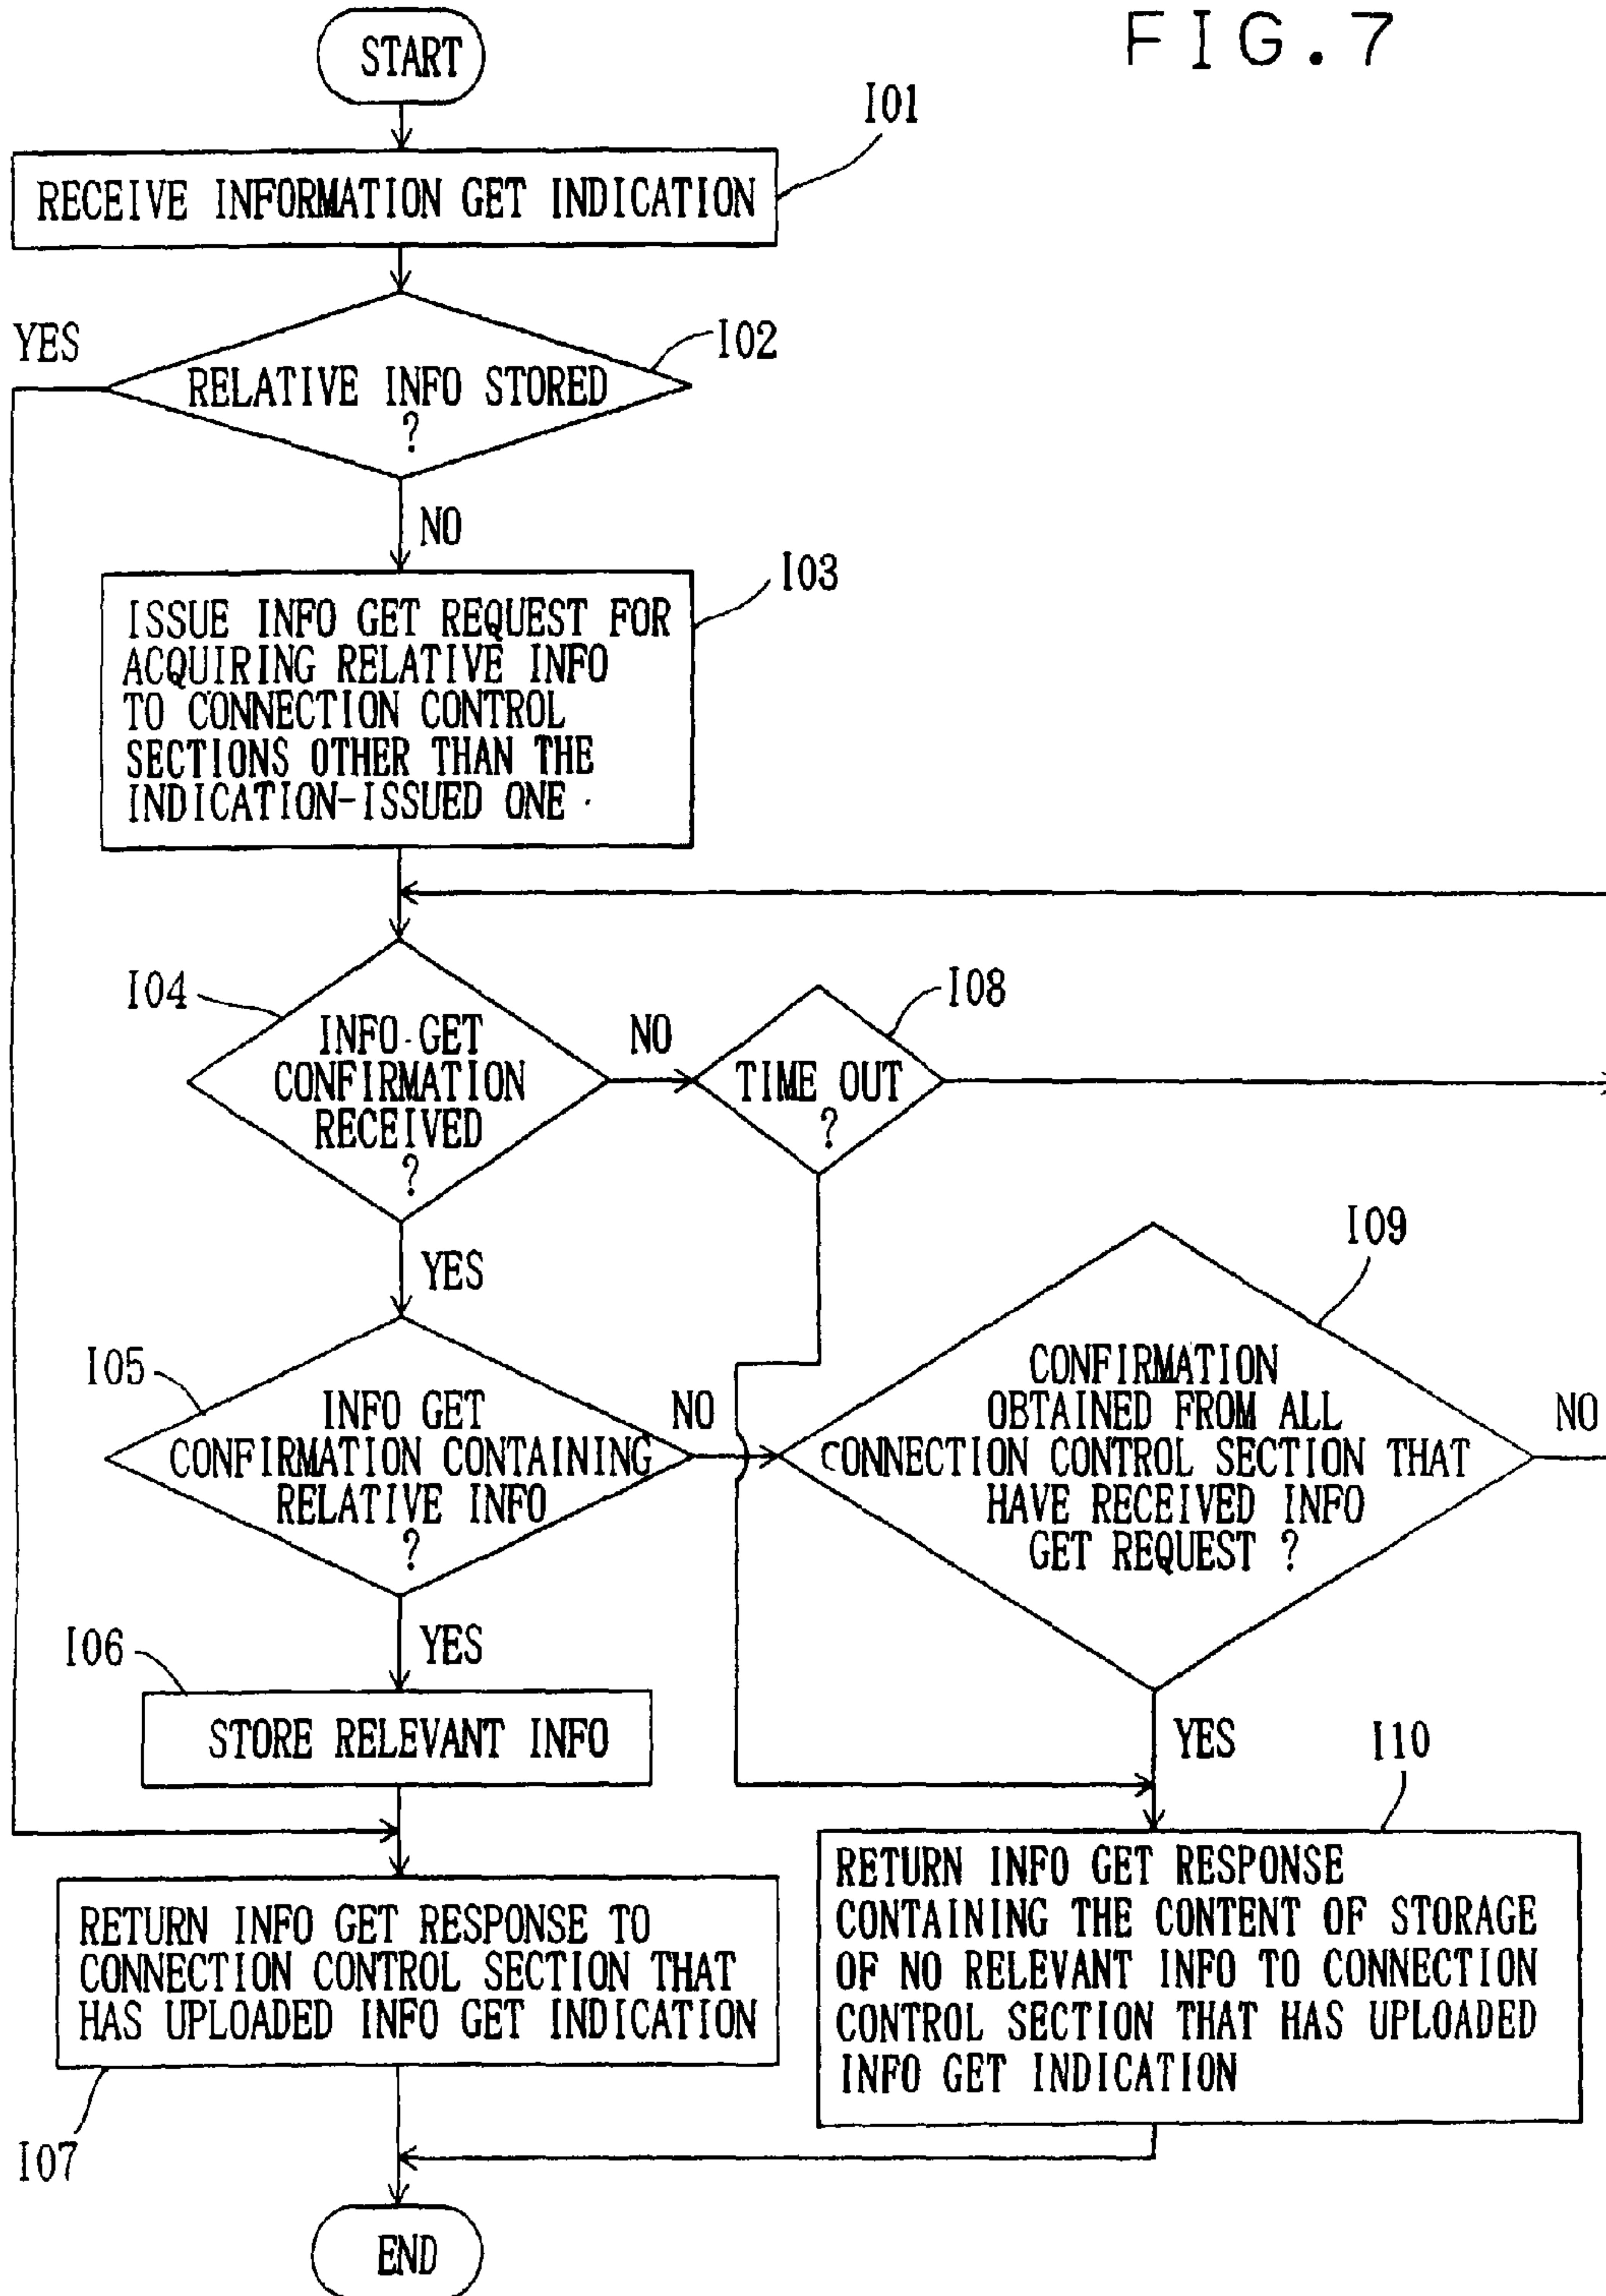 FIG.7
START
I01
RECEIVE INFORMATION GET INDICATION
YES
I02
RELATIVE INFO STORED
?
NO
I03
ISSUE INFO GET REQUEST FOR
ACQUIRING RELATIVE INFO
TO CONNECTION CONTROL
SECTIONS OTHER THAN THE
INDICATION-ISSUED ONE
I04
INFO GET
CONFIRMATION
RECEIVED
?
NO
I08
TIME OUT
?
YES
I09
CONFIRMATION
OBTAINED FROM ALL
CONNECTION CONTROL SECTION THAT
HAVE RECEIVED INFO
GET REQUEST ?
NO
I05
INFO GET
CONFIRMATION CONTAINING
RELATIVE INFO
?
NO
YES
I06
STORE RELEVANT INFO
YES
I10
RETURN INFO GET RESPONSE
CONTAINING THE CONTENT OF STORAGE
OF NO RELEVANT INFO TO CONNECTION
CONTROL SECTION THAT HAS UPLOADED
INFO GET INDICATION
RETURN INFO GET RESPONSE TO
CONNECTION CONTROL SECTION THAT
HAS UPLOADED INFO GET INDICATION
I07
END